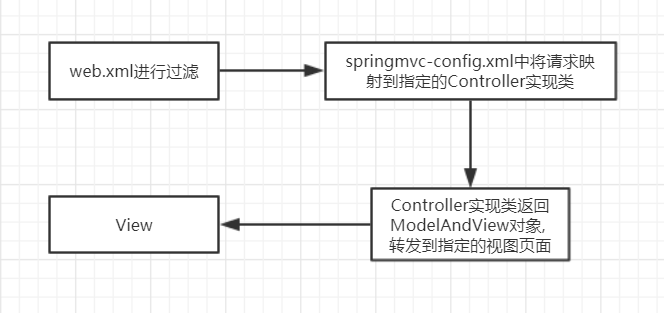 web.xml进行过滤
springmvc-config.xml中将请求映
射到指定的Controller实现类
Controller实现类返回
ModelAndView对象,
转发到指定的视图页面
View